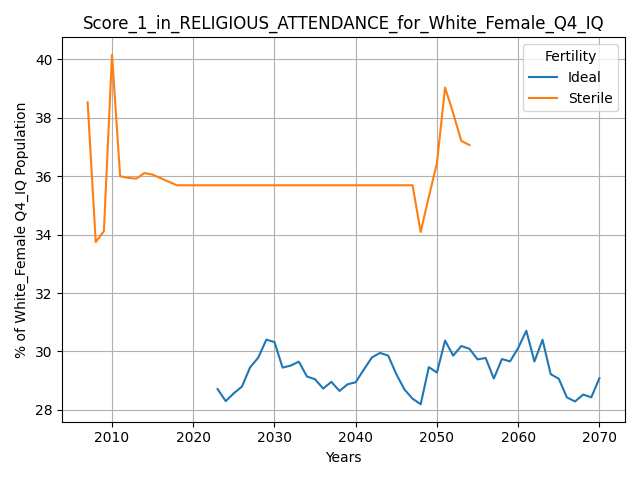 Score_1_in_RELIGIOUS_ATTENDANCE_for_White_Female_Q4_IQ
% of White_Female Q4_IQ Population
40
38
36
34
32
30
28
Fertility
Ideal
Sterile
2010 2020 2030 2040 2050 2060 2070
Years